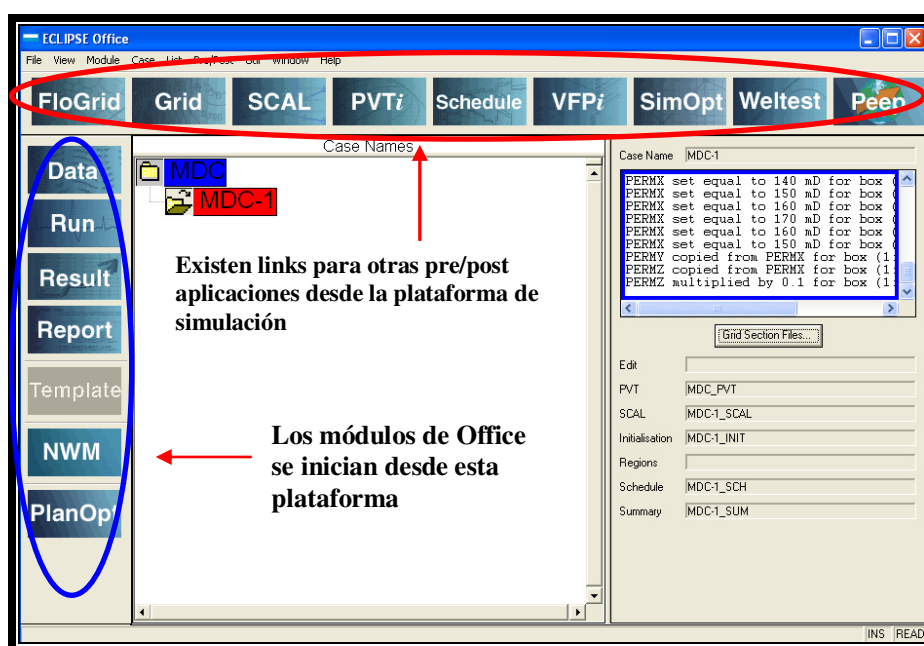 ECLIPSE Office
File View Module Case List Pre/Post Window Help
FloGrid Grid SCAL PVTi Schedule VFPi SimOpt Weltest Peep
Case Names
Data
Run
Result
Report
Template
NWM
PlanOpt
MDC
MDC-1
Existen links para otras pre/post
aplicaciones desde la plataforma de
simulación
Los módulos de Office
se inician desde esta
plataforma
Case Name MDC-1
PERMX set equal to 140 mD for box (
PERMX set equal to 150 mD for box (
PERMX set equal to 160 mD for box (
PERMX set equal to 170 mD for box (
PERMX set equal to 160 mD for box (
PERMX set equal to 150 mD for box (
PERMY copied from PERMX for box (1:
PERMZ copied from PERMX for box (1:
PERMZ multiplied by 0.1 for box (1:
Grid Section Files...
Edit
PVT MDC_PVT
SCAL MDC-1_SCAL
Initialisation MDC-1_INIT
Regions
Schedule MDC-1_SCH
Summary MDC-1_SUM
INS READ